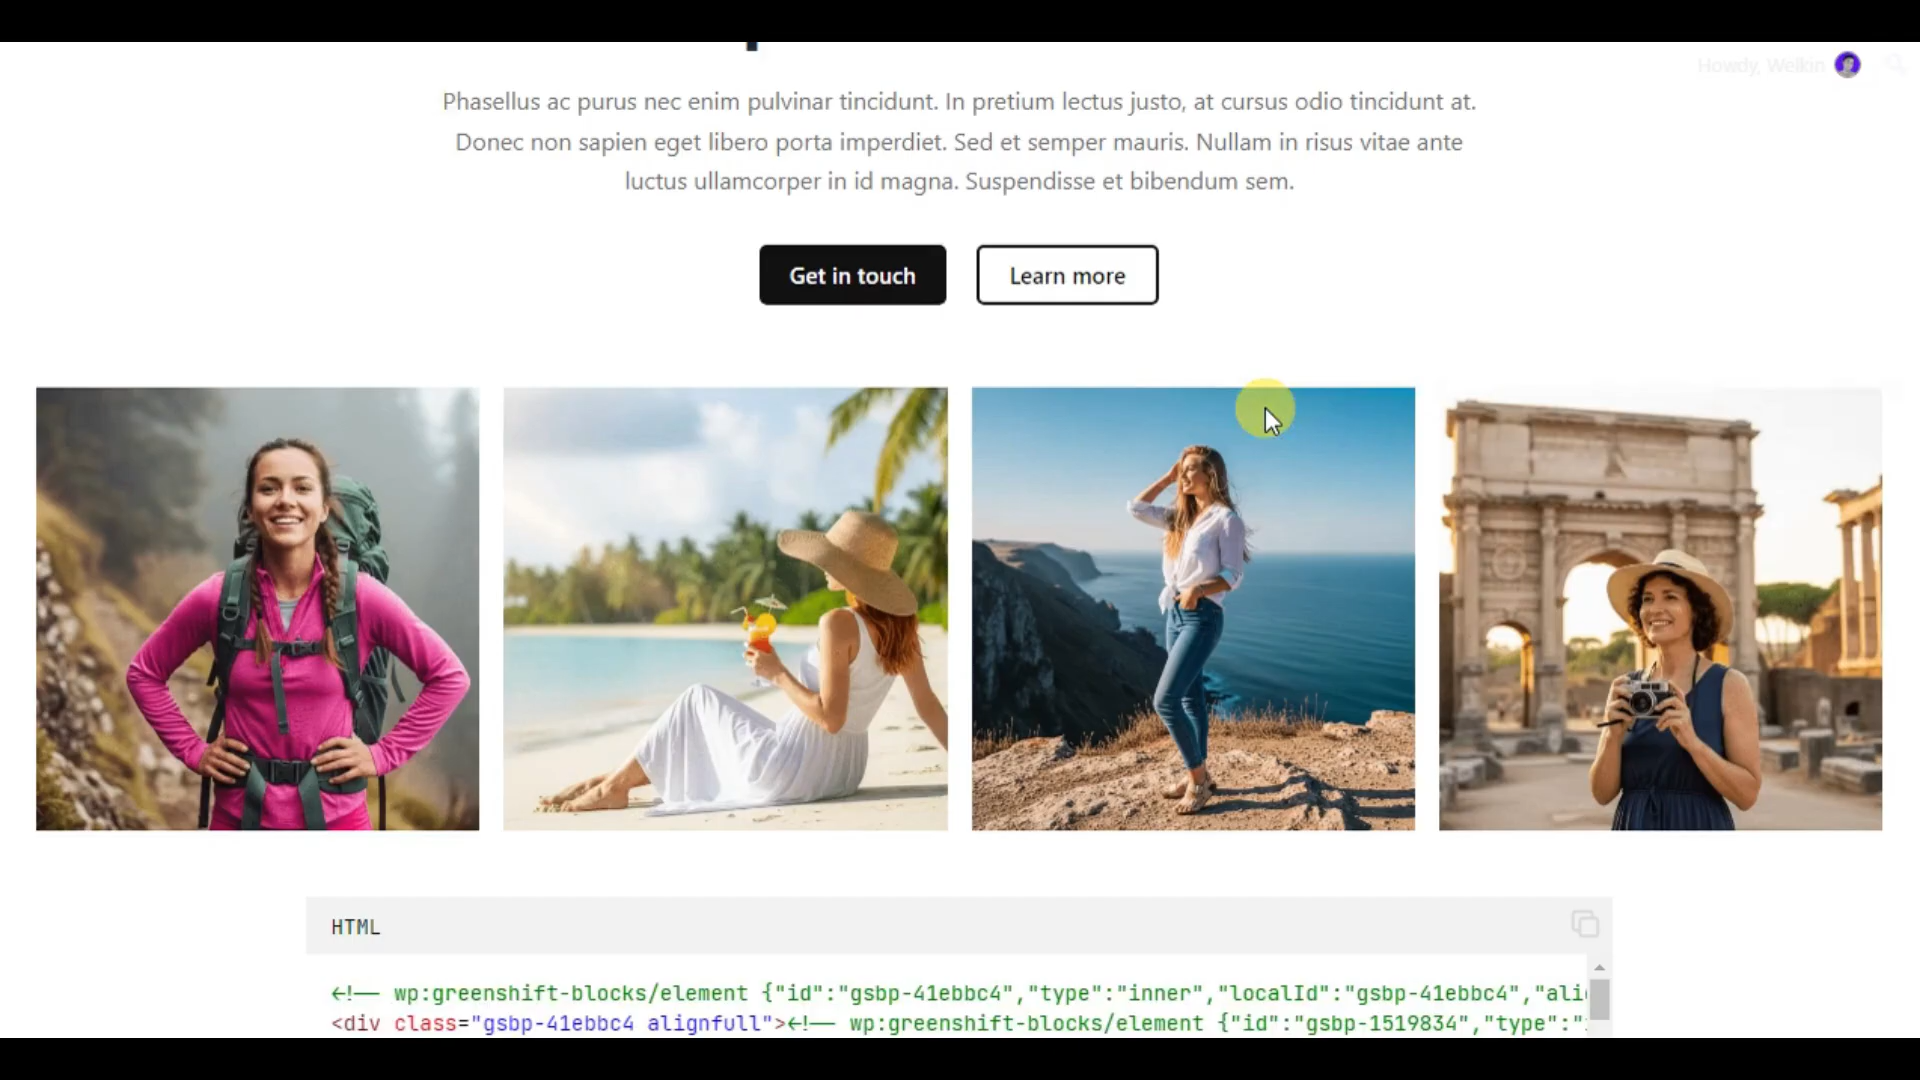 Howdy, Welkin
Phasellus ac purus nec enim pulvinar tincidunt. In pretium lectus justo, at cursus odio tincidunt at.
Donec non sapien eget libero porta imperdiet. Sed et semper mauris. Nullam in risus vitae ante
luctus ullamcorper in id magna. Suspendisse et bibendum sem.
Get in touch
Learn more
HTML
<!-- wp:greenshift-blocks/element {"id":"gsbp-41ebbc4","type":"inner","localId":"gsbp-41ebbc4","ali
<div class="gsbp-41ebbc4 alignfull"><!-- wp:greenshift-blocks/element {"id":"gsbp-1519834","type":"